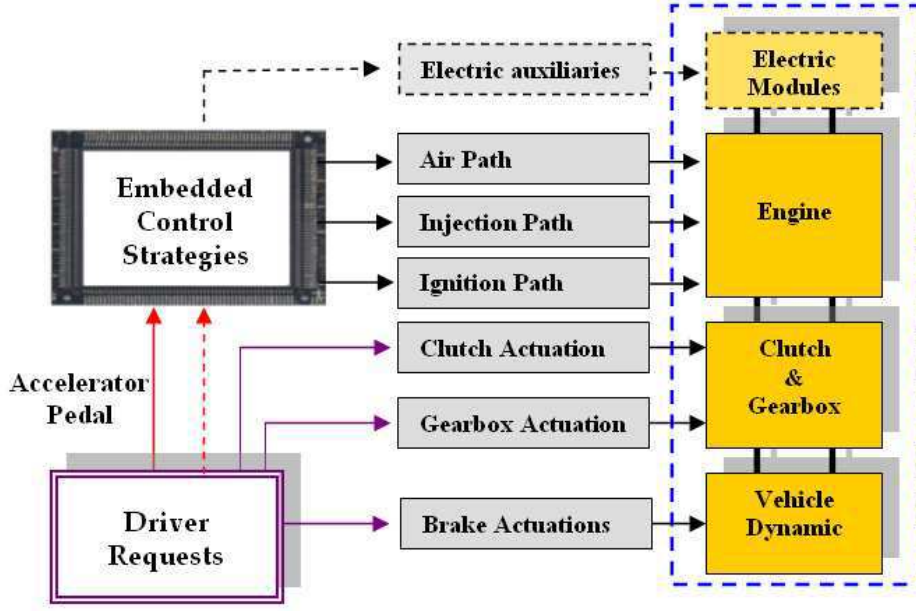 Electric auxiliaries
Electric
Modules
Embedded
Control
Strategies
Air Path
Injection Path
Ignition Path
Engine
Accelerator
Pedal
Clutch Actuation
Gearbox Actuation
Clutch
&
Gearbox
Driver
Requests
Brake Actuations
Vehicle
Dynamic